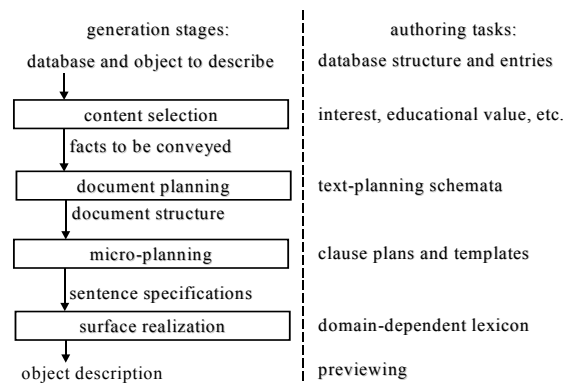 generation stages:
authoring tasks:
database and object to describe
database structure and entries
content selection
interest, educational value, etc.
facts to be conveyed
document planning
text-planning schemata
document structure
micro-planning
clause plans and templates
sentence specifications
surface realization
domain-dependent lexicon
object description
previewing